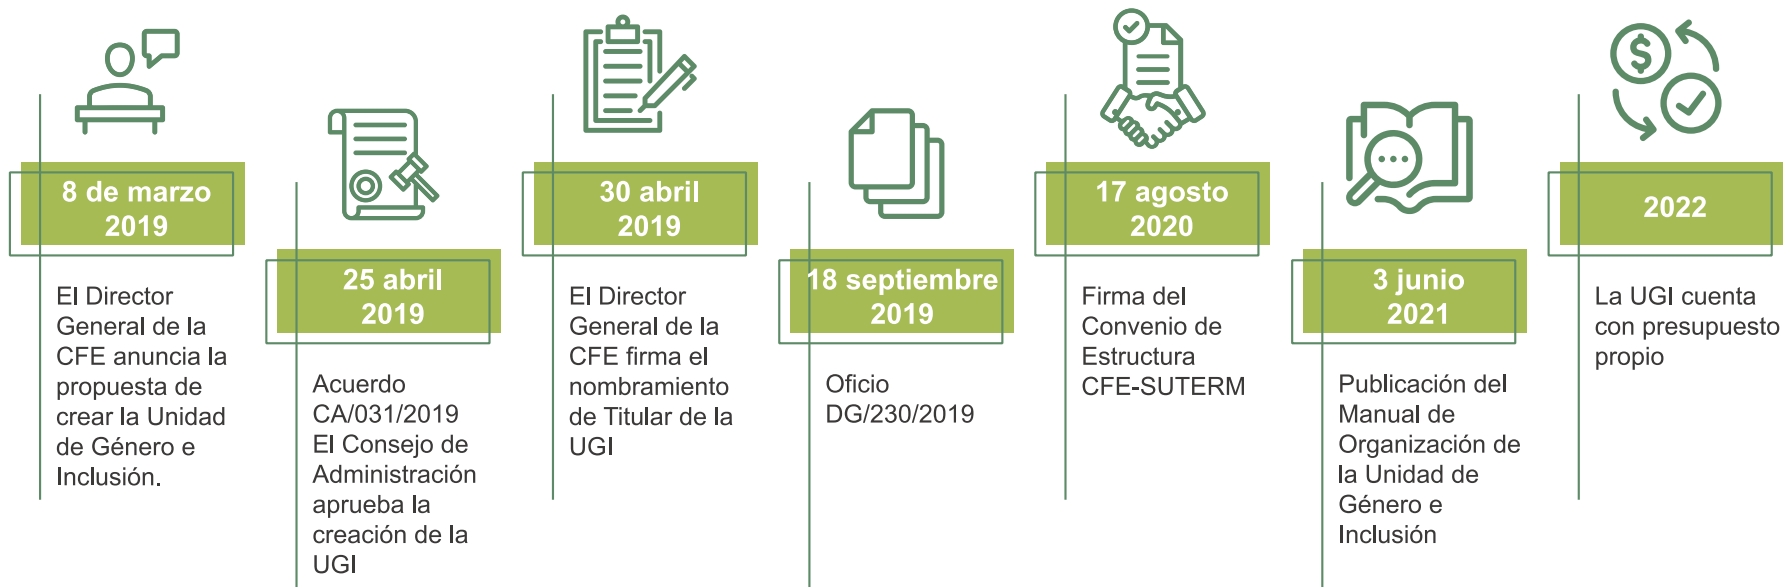 8 de marzo
2019
El Director
General de la
CFE anuncia la
propuesta de
crear la Unidad
de Género e
Inclusión.
25 abril
2019
Acuerdo
CA/031/2019
El Consejo de
Administración
aprueba la
creación de la
UGI
30 abril
2019
El Director
General de la
CFE firma el
nombramiento
de Titular de la
UGI
18 septiembre
2019
Oficio
DG/230/2019
17 agosto
2020
Firma del
Convenio de
Estructura
CFE-SUTERM
3 junio
2021
Publicación del
Manual de
Organización de
la Unidad de
Género e
Inclusión
2022
La UGI cuenta
con presupuesto
propio